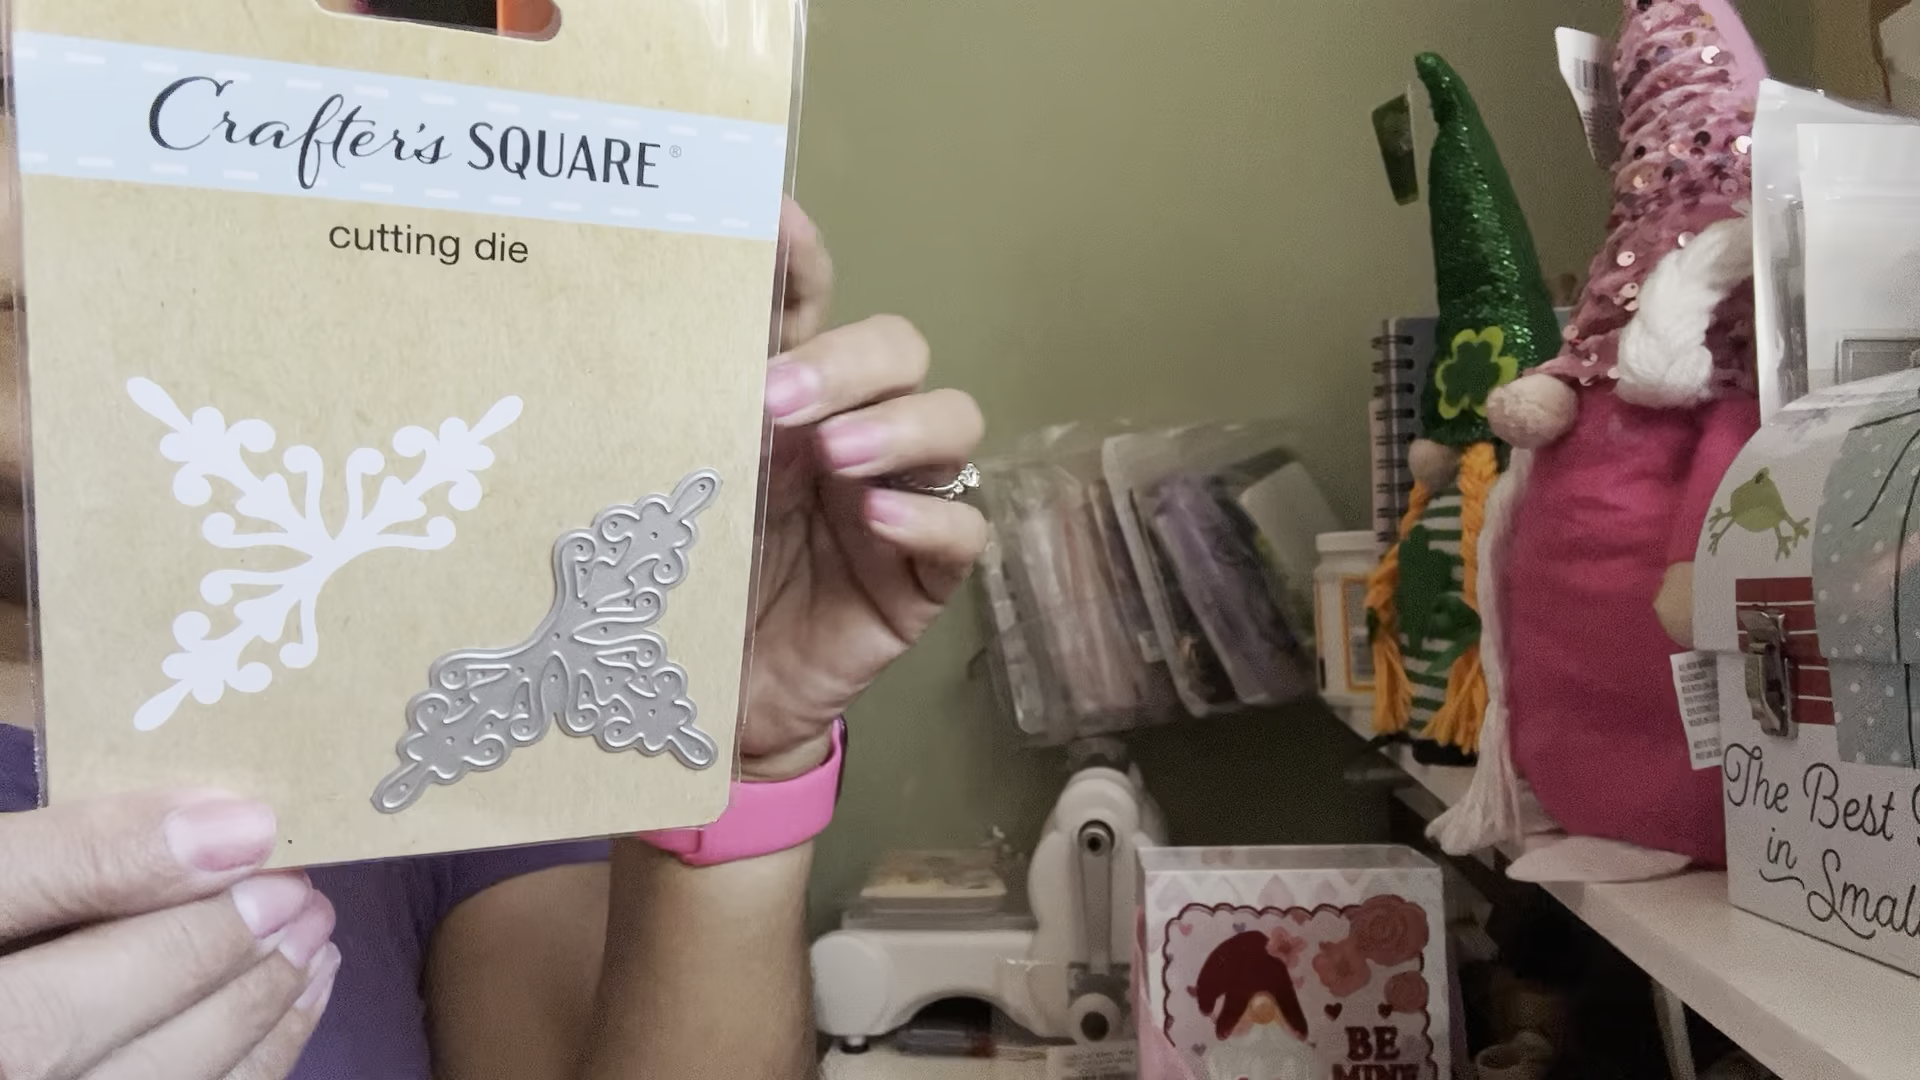 Crafter's SQUARE®
cutting die
The Best
in Small
BE
MINE